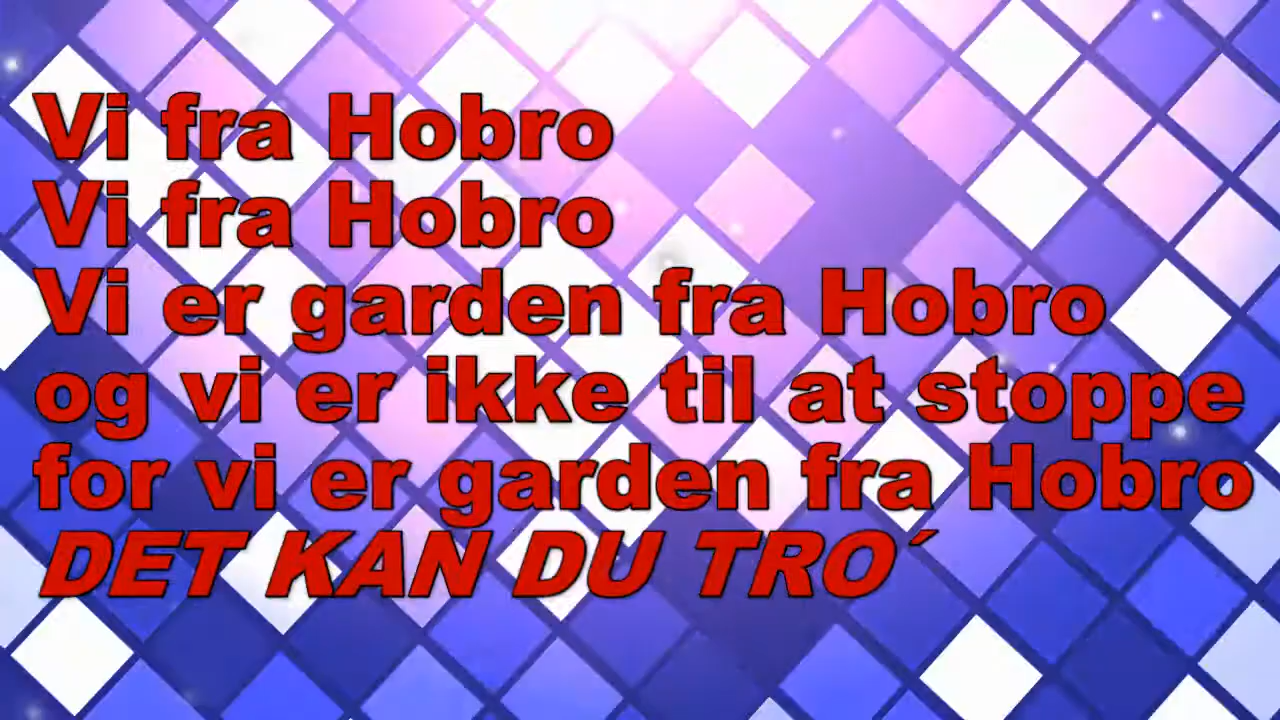 Vi fra Hobro
Vi fra Hobro
Vi er garden fra Hobro
og vi er ikke til at stoppe
for vi er garden fra Hobro
DET KAN DU TRO´